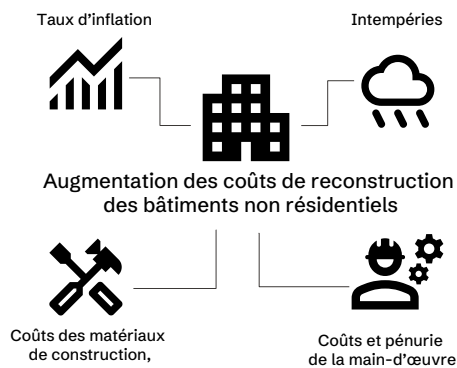 Taux d'inflation
Intempéries
Augmentation des coûts de reconstruction
des bâtiments non résidentiels
Coûts des matériaux
de construction,
Coûts et pénurie
de la main-d'œuvre